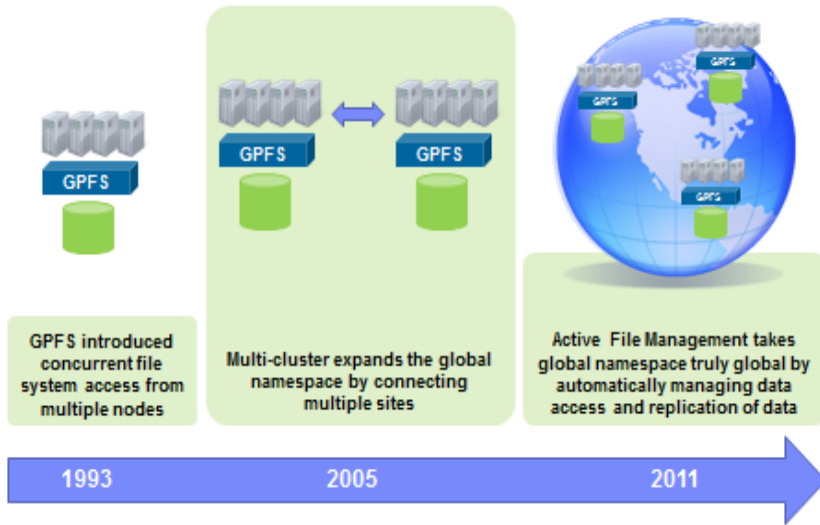 GPFS
GPFS
GPFS
GPFS
GPFS
GPFS
GPFS introduced
concurrent file
system access from
multiple nodes
Multi-cluster expands the global
namespace by connecting
multiple sites
Active File Management takes
global namespace truly global by
automatically managing data
access and replication of data
1993
2005
2011